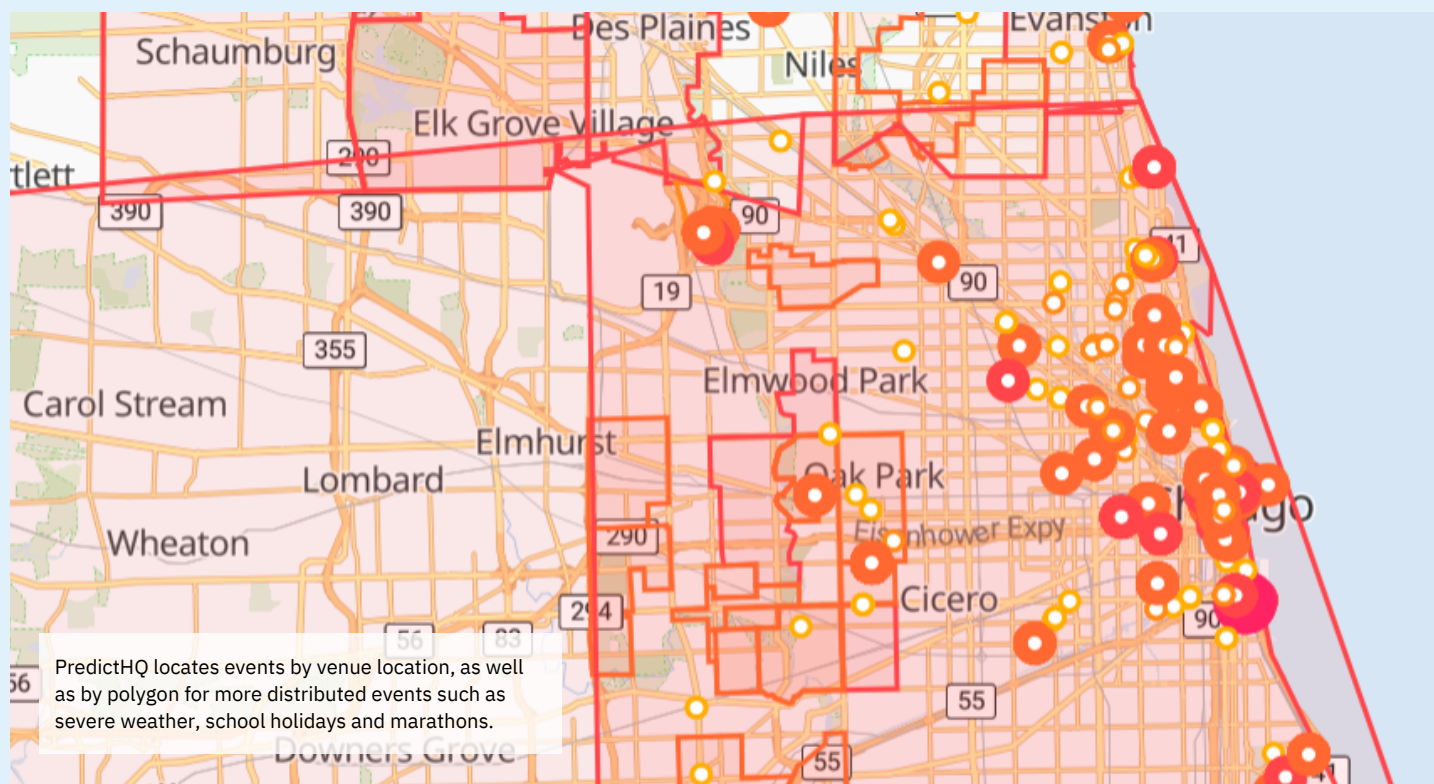 Des Plaines
Evanston
Schaumburg
Niles
Elk Grove Village
290
tlett
390
390
90
41
90
19
355
Elmwood Park
Carol Stream
Elmhurst
Oak Park
Lombard
Chicago
Eisenhower Expy
Wheaton
290
Cicero
294
90
56
83
PredictHQ locates events by venue location, as well
as by polygon for more distributed events such as
severe weather, school holidays and marathons.
56
55
Downers Grove
55
41